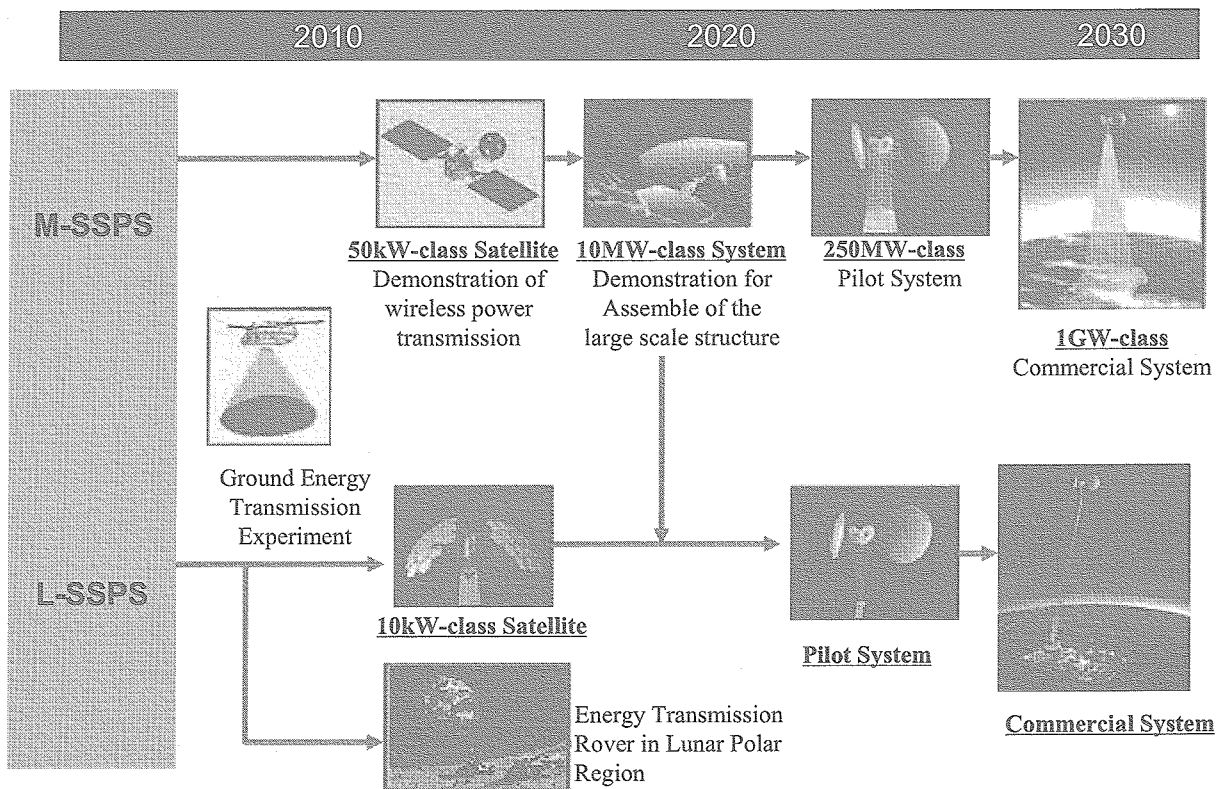 2010 2020 2030
M-SSPS
50kW-class Satellite
Demonstration of
wireless power
transmission
10MW-class System
Demonstration for
Assemble of the
large scale structure
250MW-class
Pilot System
1GW-class
Commercial System
Ground Energy
Transmission
Experiment
L-SSPS
10kW-class Satellite
Pilot System
Commercial System
Energy Transmission
Rover in Lunar Polar
Region